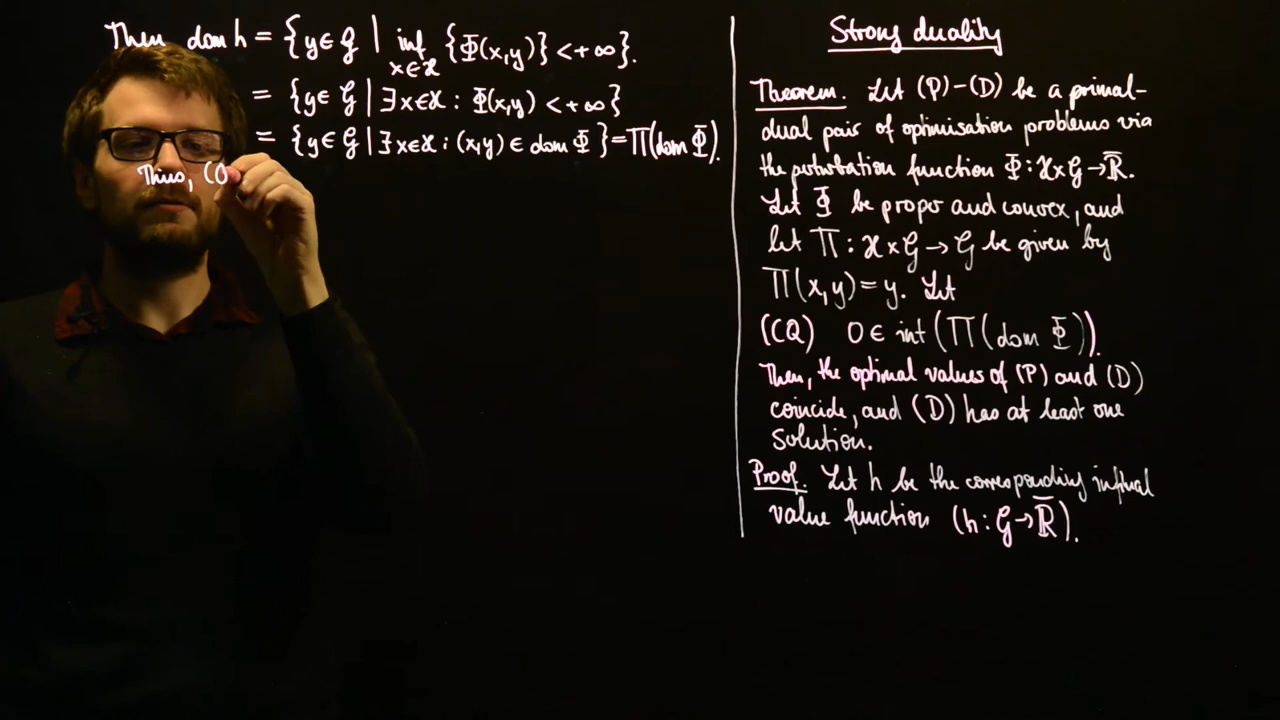 Then dom h = {y ∈ G | inf {Φ(x,y)} < +∞}.
x∈X
= {y ∈ G | ∃ x∈X : Φ(x,y) < +∞}
= {y ∈ G | ∃ x∈X : (x,y) ∈ dom Φ } = Π(dom Φ).
Thus, (0
Strong duality
Theorem. Let (P)-(D) be a primal-
dual pair of optimisation problems via
the perturbation function Φ : X×G → R̄.
Let Φ be proper and convex, and
let Π : X×G → G be given by
Π(x,y) = y. Let
(CQ) 0 ∈ int (Π(dom Φ)).
Then, the optimal values of (P) and (D)
coincide, and (D) has at least one
solution.
Proof. Let h be the corresponding infimal
value function (h : G → R̄).